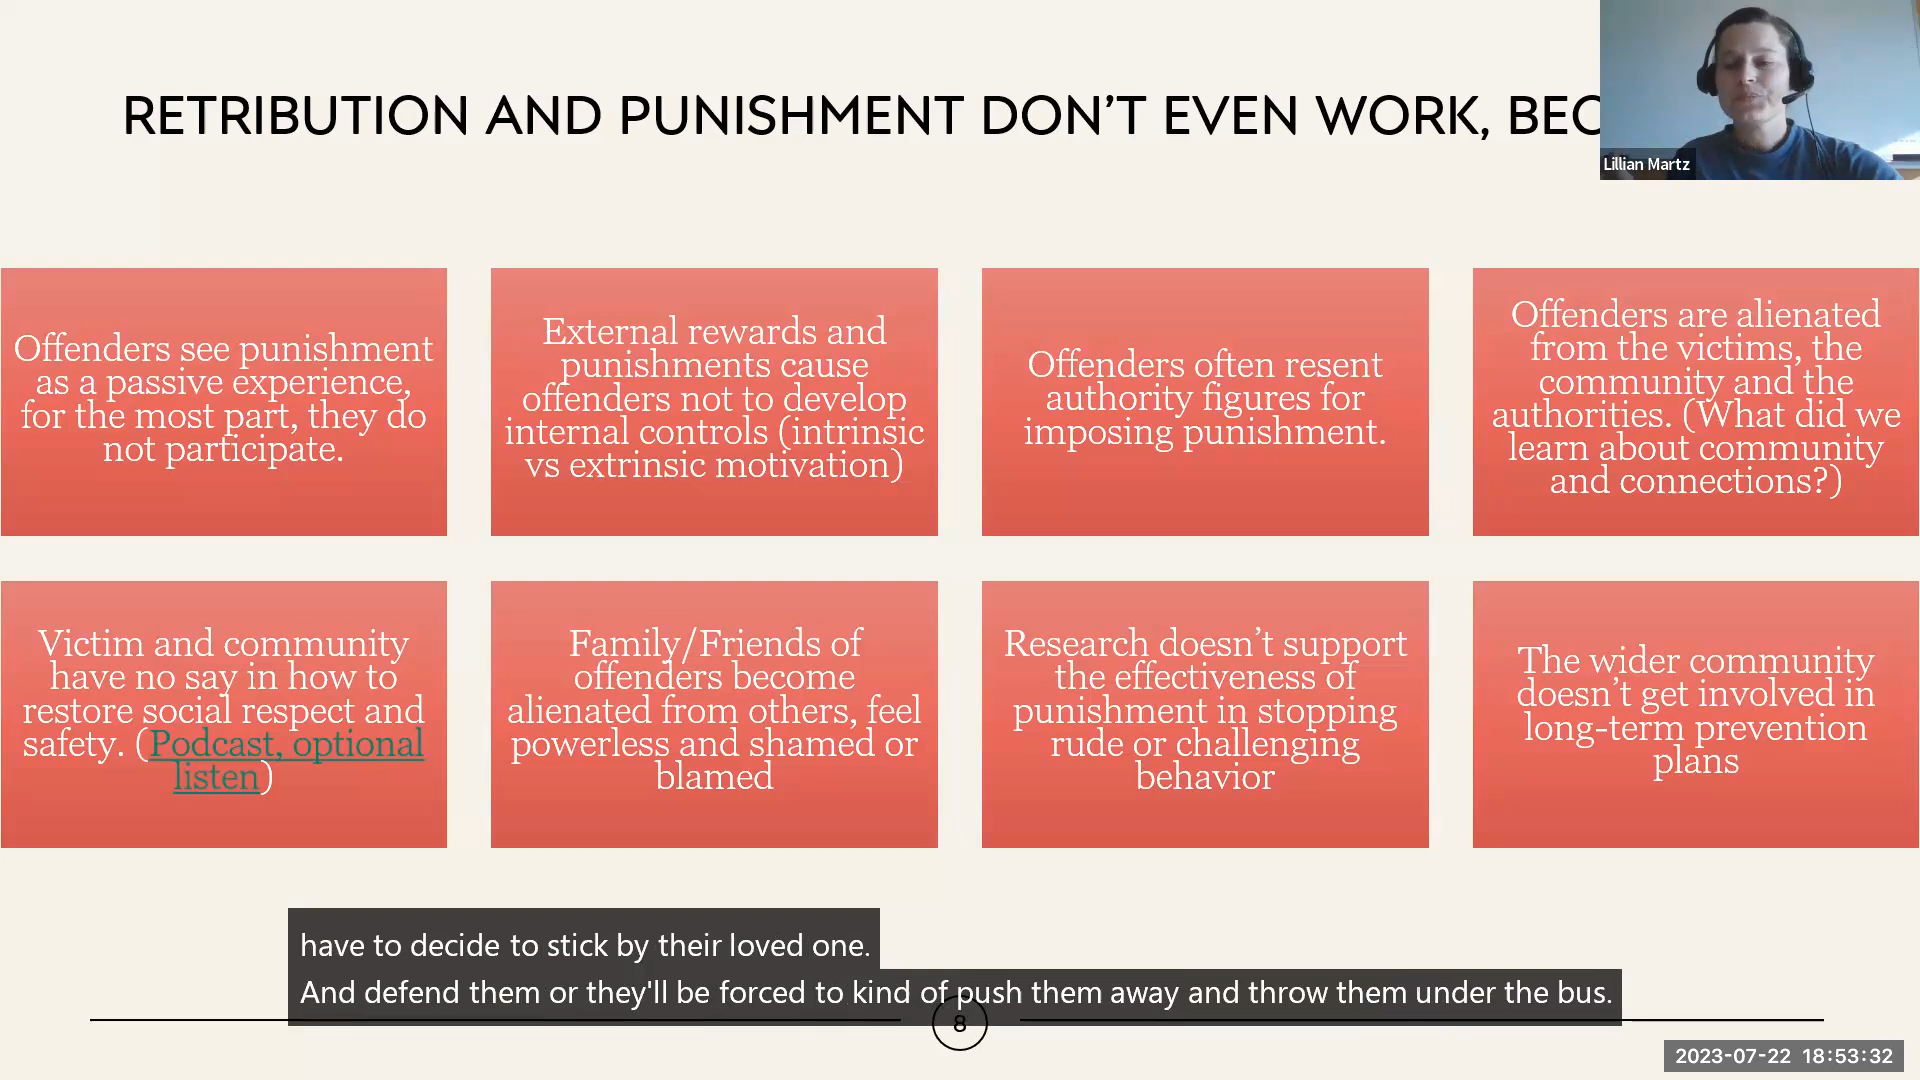 RETRIBUTION AND PUNISHMENT DON'T EVEN WORK, BEC
Lillian Martz
Offenders see punishment
as a passive experience,
for the most part, they do
not participate.
External rewards and
punishments cause
offenders not to develop
internal controls (intrinsic
vs extrinsic motivation)
Offenders often resent
authority figures for
imposing punishment.
Offenders are alienated
from the victims, the
community and the
authorities. (What did we
learn about community
and connections?)
Victim and community
have no say in how to
restore social respect and
safety. (Podcast, optional
listen)
Family/Friends of
offenders become
alienated from others, feel
powerless and shamed or
blamed
Research doesn't support
the effectiveness of
punishment in stopping
rude or challenging
behavior
The wider community
doesn't get involved in
long-term prevention
plans
have to decide to stick by their loved one.
And defend them or they'll be forced to kind of push them away and throw them under the bus.
8
2023-07-22 18:53:32